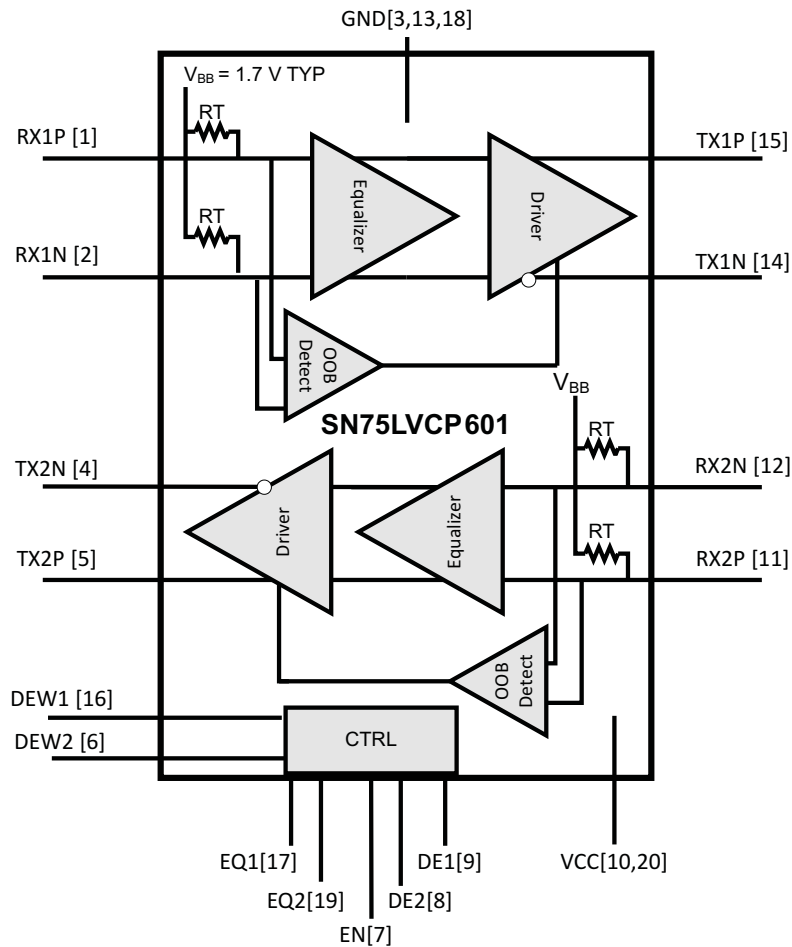 GND[3,13,18]
VBB = 1.7 V TYP
RT
RX1P [1]
TX1P [15]
Equalizer
Driver
RT
RX1N [2]
TX1N [14]
OOB
Detect
VBB
SN75LVCP601
RT
TX2N [4]
RX2N [12]
Driver
Equalizer
RT
TX2P [5]
RX2P [11]
OOB
Detect
DEW1 [16]
CTRL
DEW2 [6]
EQ1[17]
DE1[9]
VCC[10,20]
EQ2[19]
DE2[8]
EN[7]